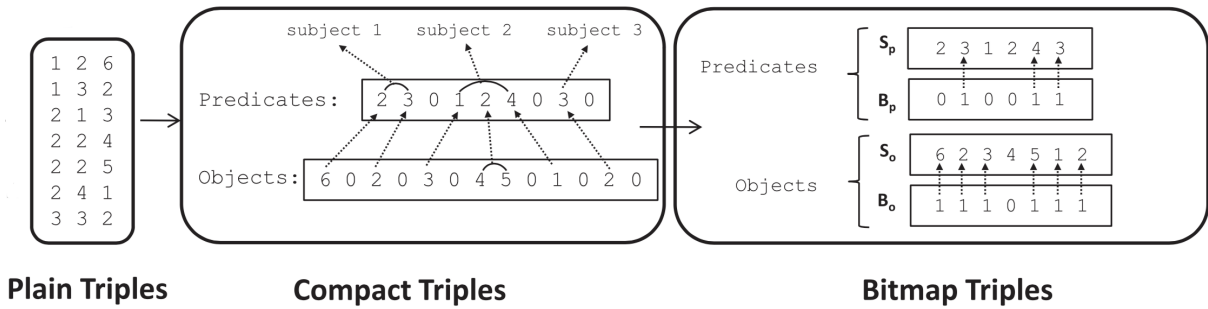 1 2 6
1 3 2
2 1 3
2 2 4
2 2 5
2 4 1
3 3 2
Plain Triples
subject 1 subject 2 subject 3
Predicates: 2 3 0 1 2 4 0 3 0
Objects: 6 0 2 0 3 0 4 5 0 1 0 2 0
Compact Triples
Predicates
Sp 2 3 1 2 4 3
Bp 0 1 0 0 1 1
Objects
So 6 2 3 4 5 1 2
Bo 1 1 1 0 1 1 1
Bitmap Triples